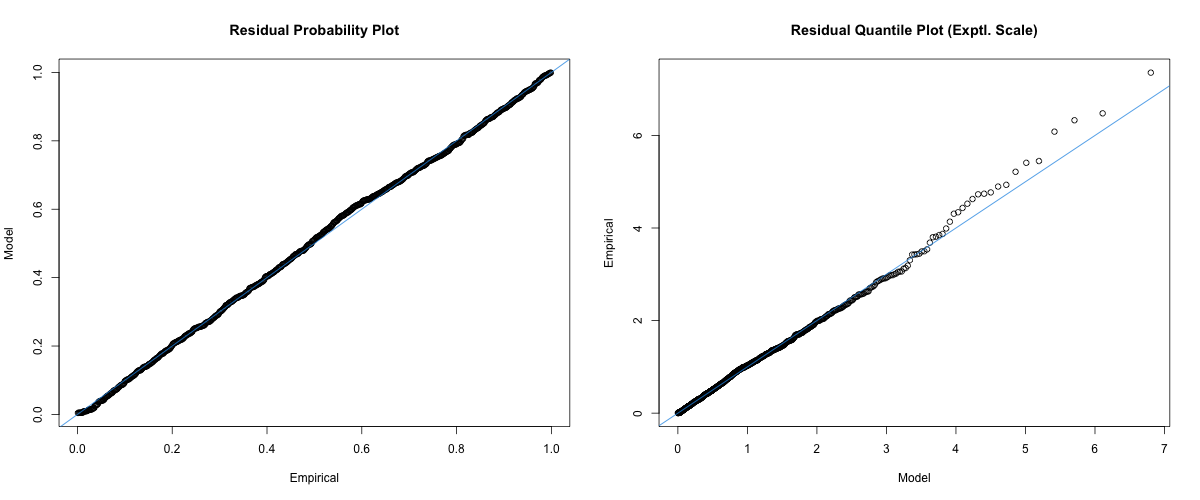 Residual Probability Plot
Model
1.0
0.8
0.6
0.4
0.2
0.0
0.0 0.2 0.4 0.6 0.8 1.0
Empirical
Residual Quantile Plot (Exptl. Scale)
Empirical
6
4
2
0
0 1 2 3 4 5 6 7
Model